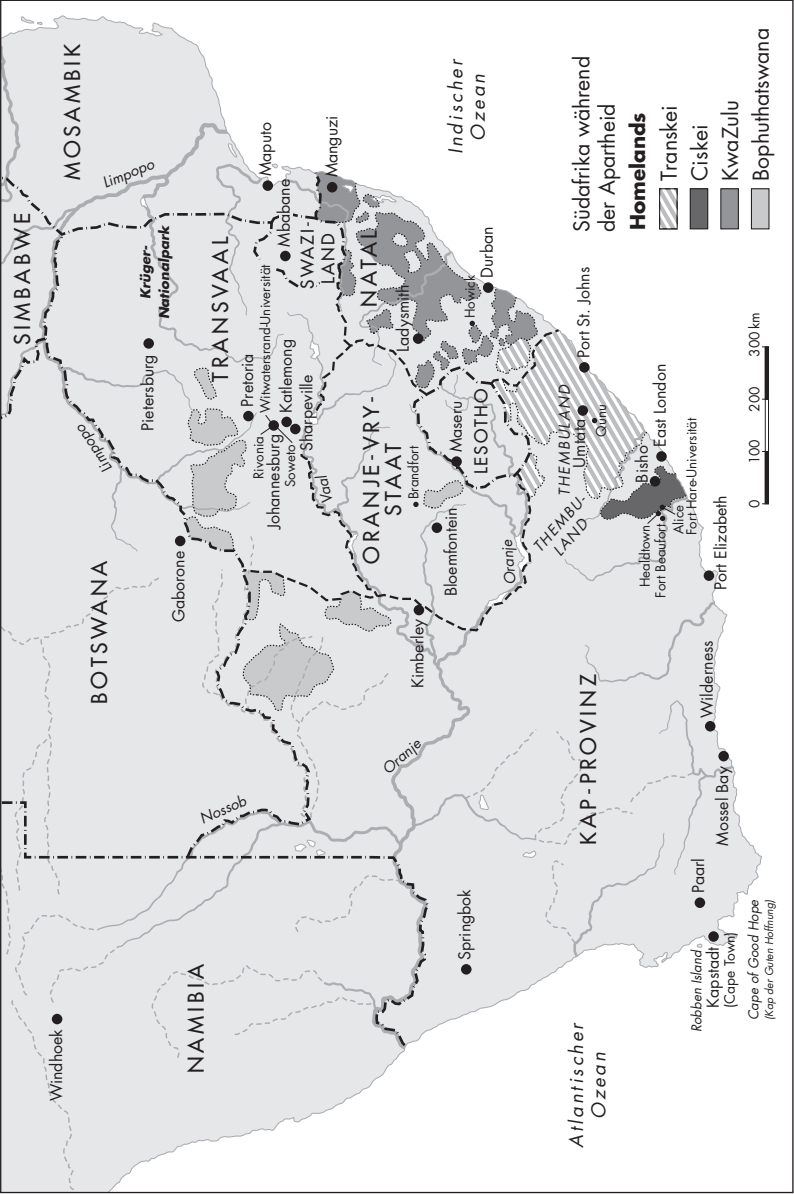 SIMBABWE
MOSAMBIK
Limpopo
BOTSWANA
NAMIBIA
Windhoek
Limpopo
Krüger-
Nationalpark
Pietersburg
TRANSVAAL
Maputo
Gaborone
Pretoria
Witwatersrand-Universität
Rivonia
Johannesburg
Katlemong
Soweto
Sharpeville
Mbabane
SWAZI-
LAND
Manguzi
Nossob
Vaal
NATAL
ORANJE-VRY-
STAAT
Brandfort
Ladysmith
Howick
Durban
Kimberley
Bloemfontein
Maseru
LESOTHO
Oranje
Oranje
Springbok
Indischer
Ozean
THEMBULAND
THEMBU-
LAND
Umtata
Qunu
Port St. Johns
KAP-PROVINZ
Bisho
East London
Healdtown
Fort Beaufort
Alice
Fort Hare-Universität
Port Elizabeth
Wilderness
Mossel Bay
Paarl
Robben Island
Kapstadt
(Cape Town)
Cape of Good Hope
(Kap der Guten Hoffnung)
Atlantischer
Ozean
Südafrika während
der Apartheid
Homelands
Transkei
Ciskei
KwaZulu
Bophuthatswana
0 100 200 300 km